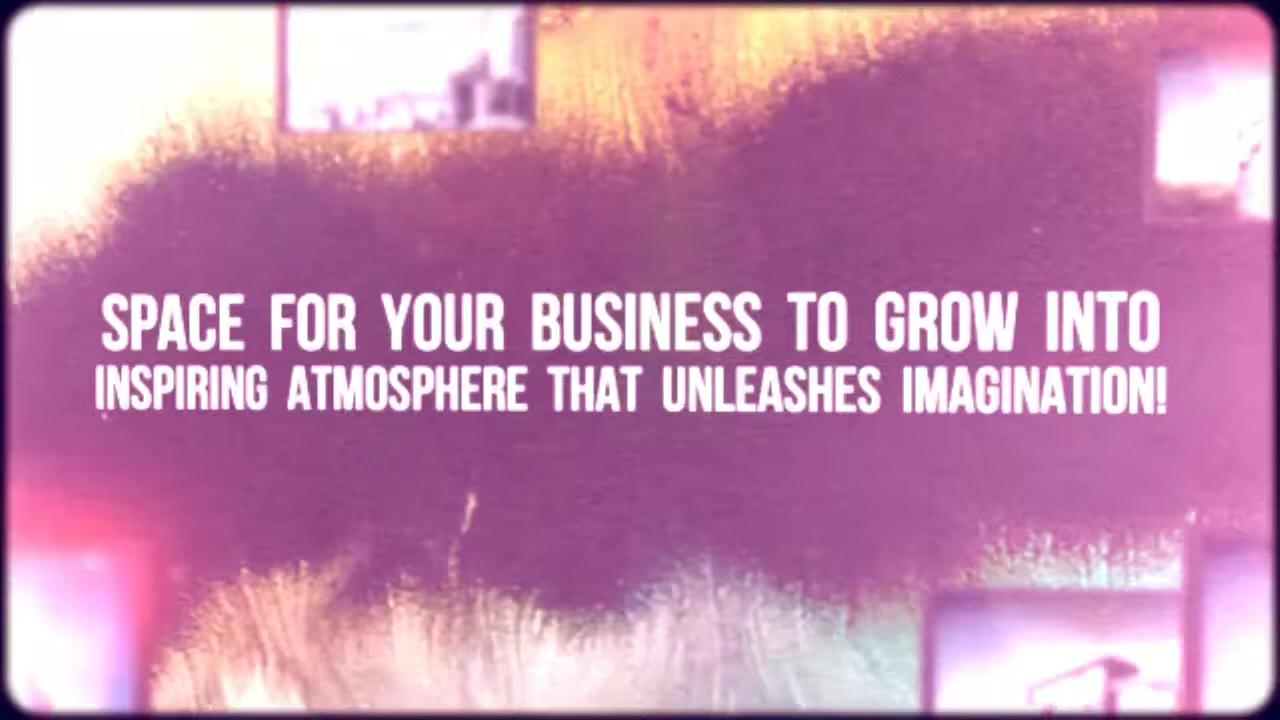 SPACE FOR YOUR BUSINESS TO GROW INTO
INSPIRING ATMOSPHERE THAT UNLEASHES IMAGINATION!